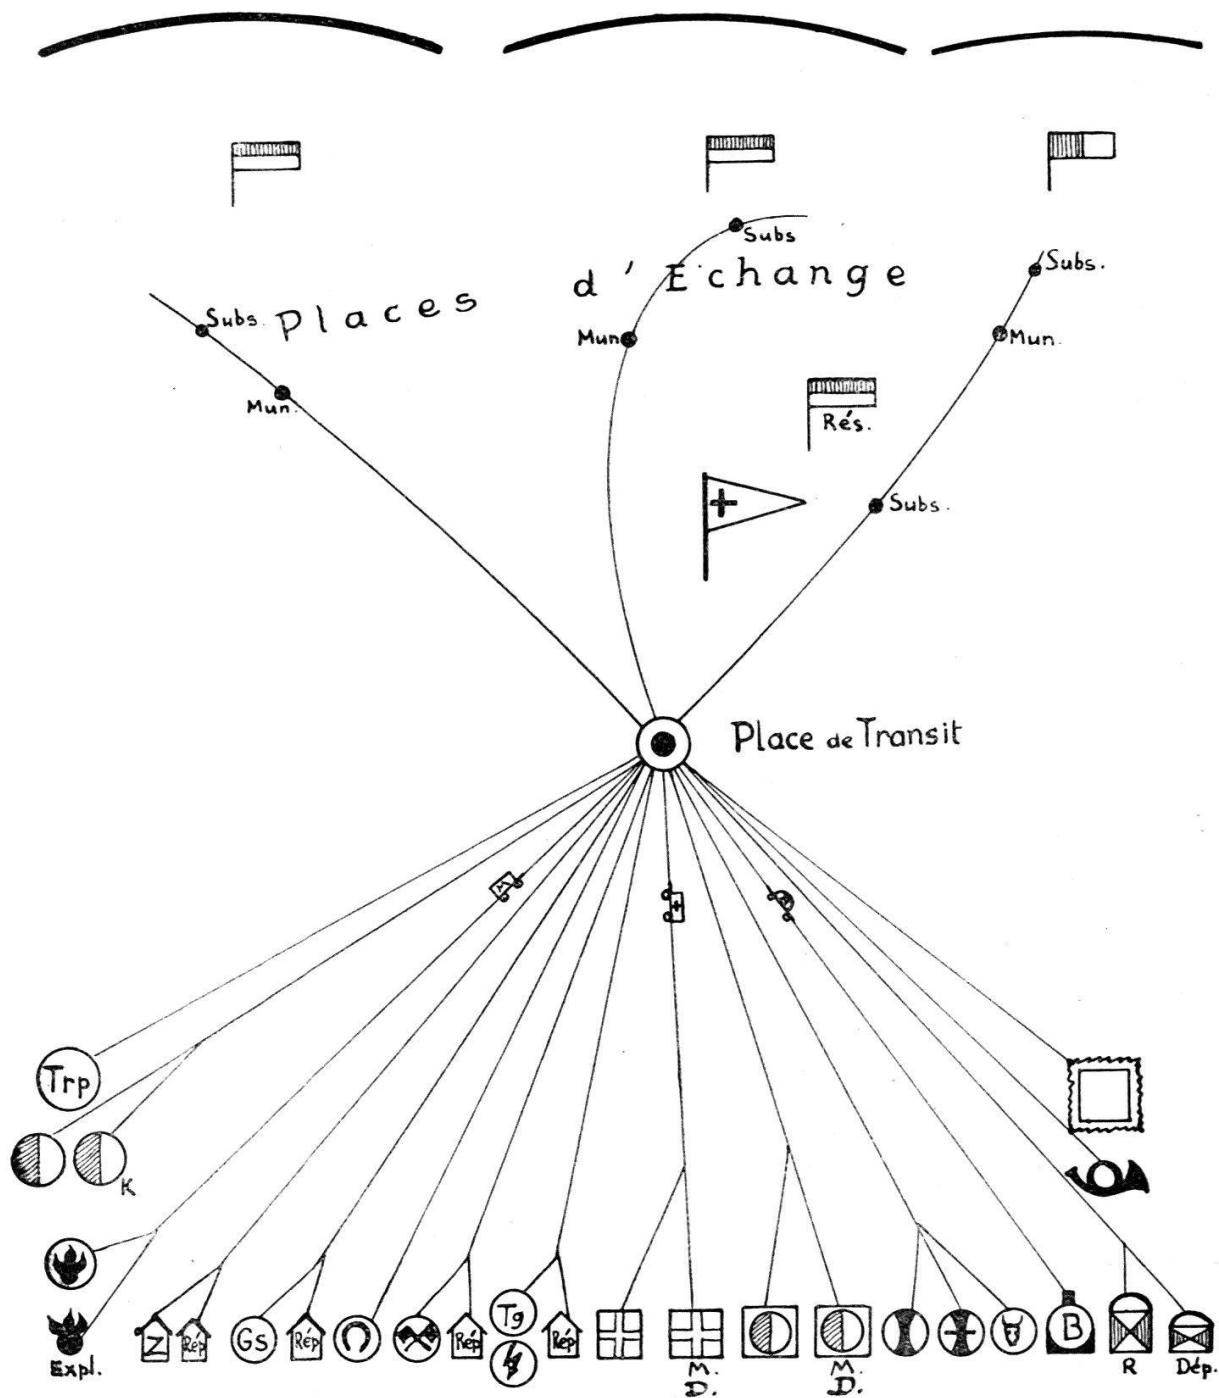 Subs
d'Echange
Subs.
Subs.
Places
Mun.
Mun.
Mun.
Rés.
Subs.
Place de Transit
M
Trp
K
Expl.
Z
Rép
Gs
Rép
Rép
Tg
Rép
M.
D.
M.
D.
B
R
Dép.